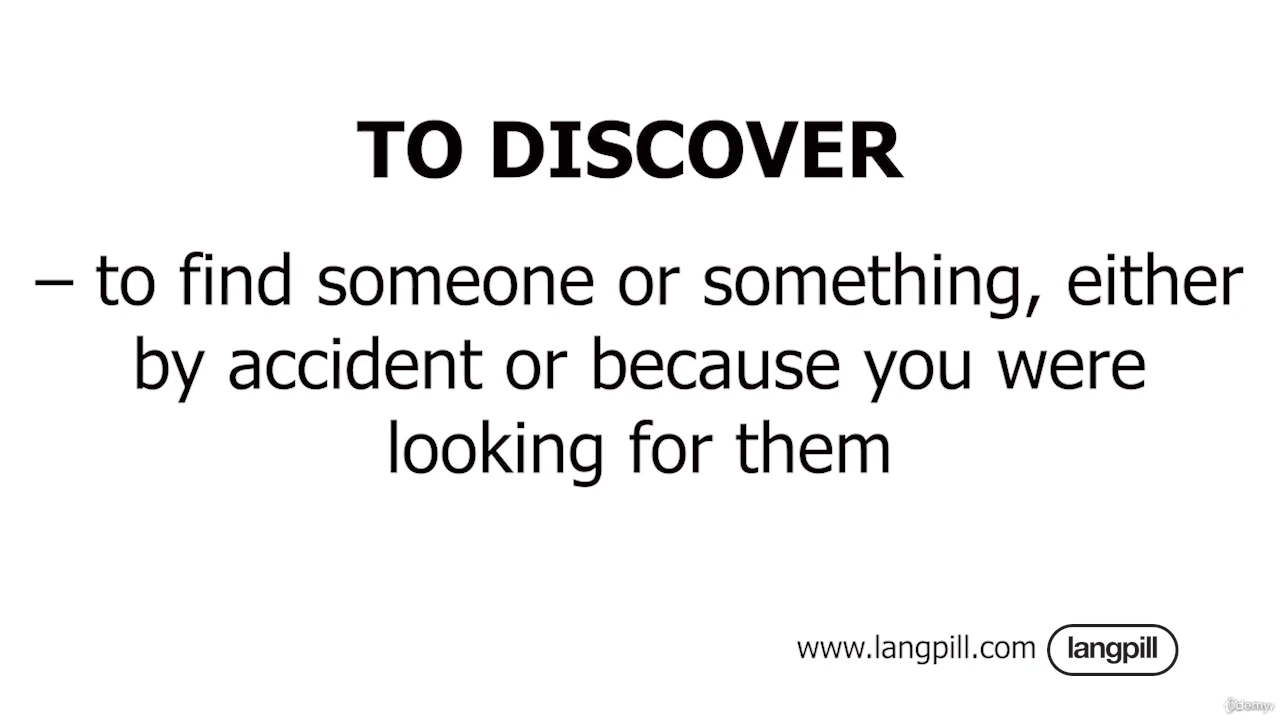 TO DISCOVER
– to find someone or something, either
by accident or because you were
looking for them
www.langpill.com langpill
Udemy